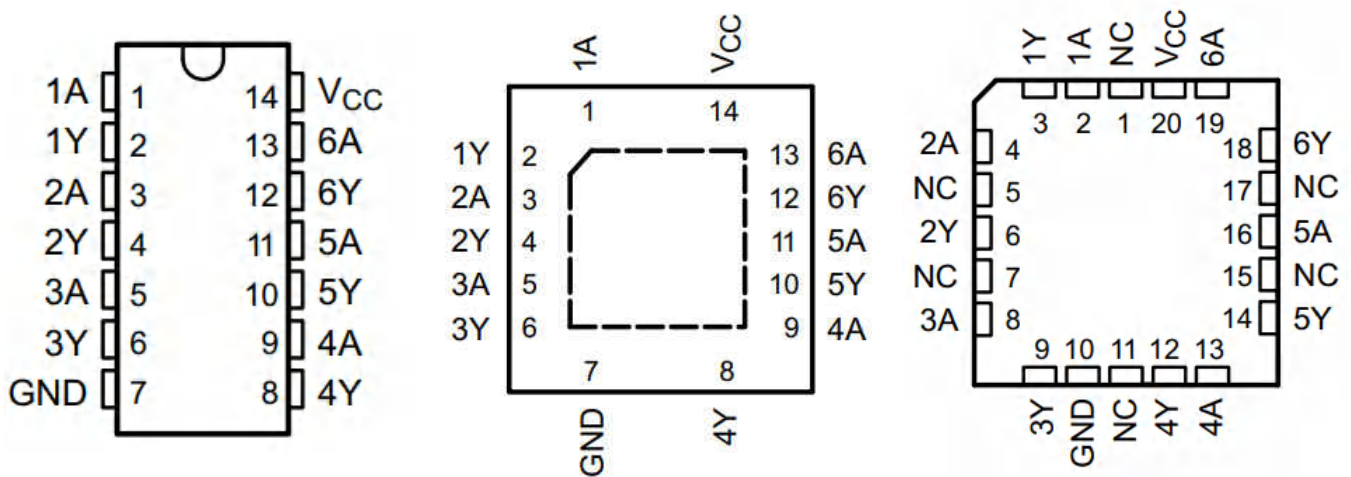 1A 1 14 VCC
1Y 2 13 6A
2A 3 12 6Y
2Y 4 11 5A
3A 5 10 5Y
3Y 6 9 4A
GND 7 8 4Y
1A VCC
1 14
1Y 2 13 6A
2A 3 12 6Y
2Y 4 11 5A
3A 5 10 5Y
3Y 6 9 4A
7 8
GND 4Y
1Y 1A NC VCC 6A
3 2 1 20 19
2A 4 18 6Y
NC 5 17 NC
2Y 6 16 5A
NC 7 15 NC
3A 8 14 5Y
9 10 11 12 13
3Y GND NC 4Y 4A